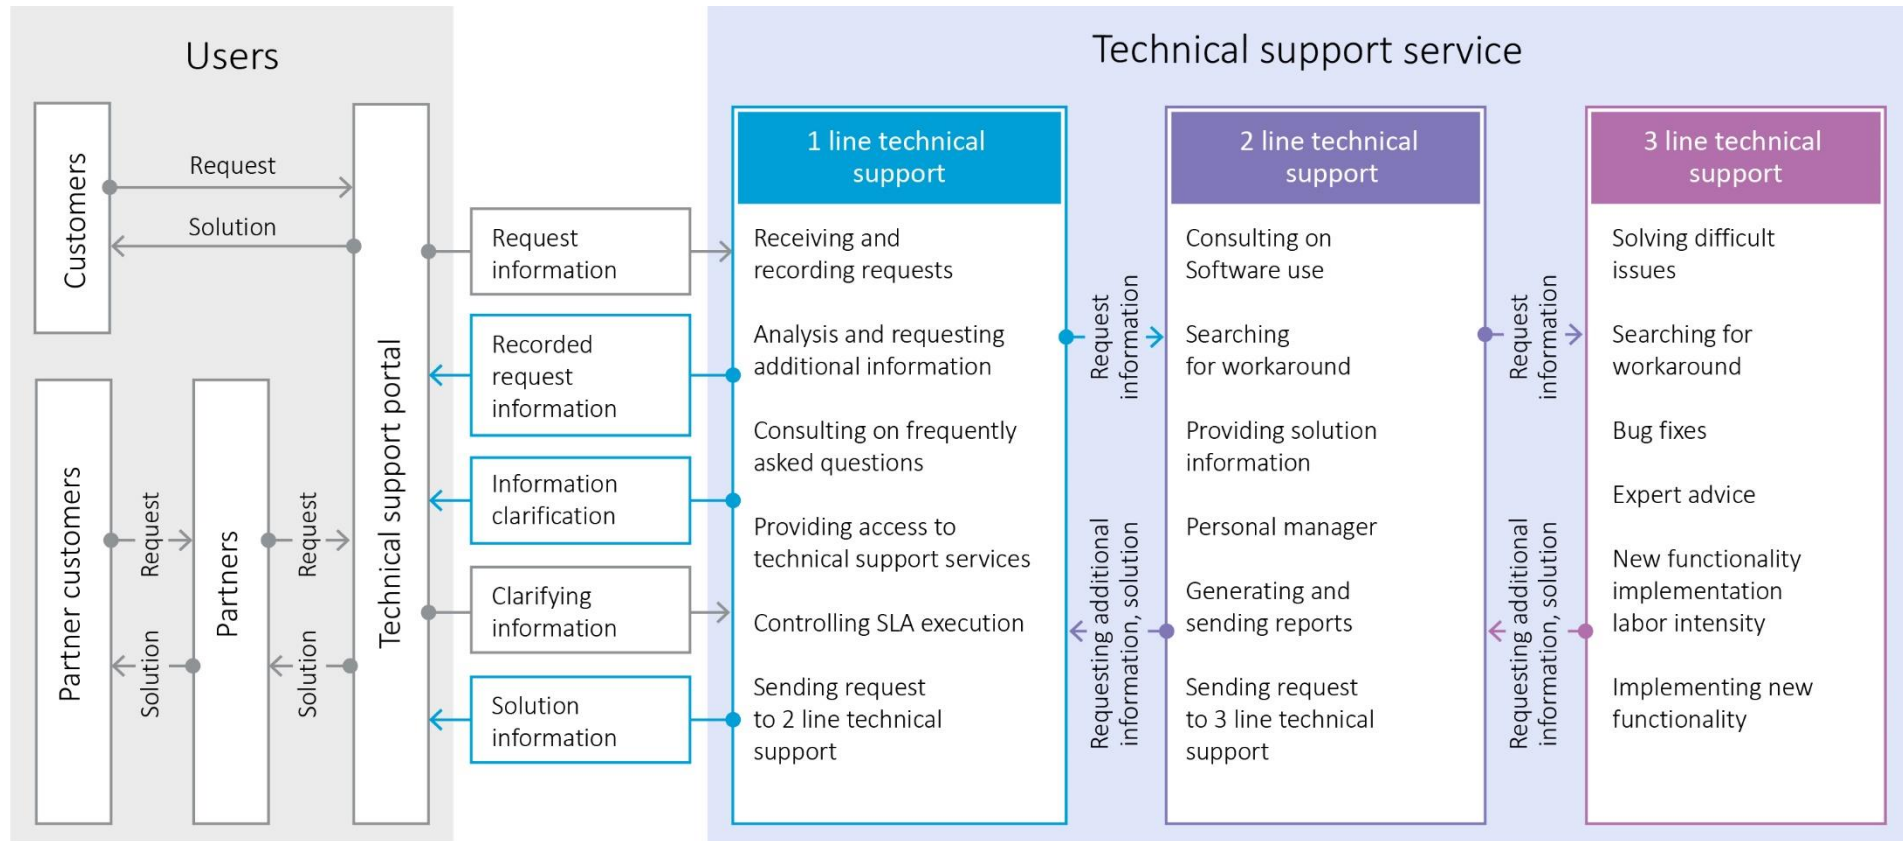 Users
Customers
Request
Solution
Partner customers
Request
Solution
Partners
Request
Solution
Technical support portal
Request
information
Recorded
request
information
Information
clarification
Clarifying
information
Solution
information
Technical support service
1 line technical
support
Receiving and
recording requests
Analysis and requesting
additional information
Consulting on frequently
asked questions
Providing access to
technical support services
Controlling SLA execution
Sending request
to 2 line technical
support
Request
information
Requesting additional
information, solution
2 line technical
support
Consulting on
Software use
Searching
for workaround
Providing solution
information
Personal manager
Generating and
sending reports
Sending request
to 3 line technical
support
Request
information
Requesting additional
information, solution
3 line technical
support
Solving difficult
issues
Searching for
workaround
Bug fixes
Expert advice
New functionality
implementation
labor intensity
Implementing new
functionality